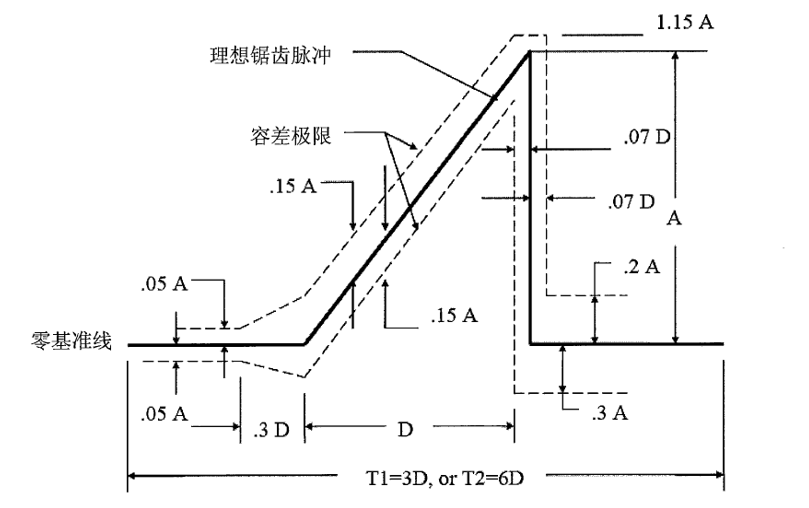 1.15 A
理想锯齿脉冲
容差极限
.07 D
.15 A
.07 D
A
.2 A
.05 A
.15 A
零基准线
.05 A
.3 D
D
.3 A
T1=3D, or T2=6D